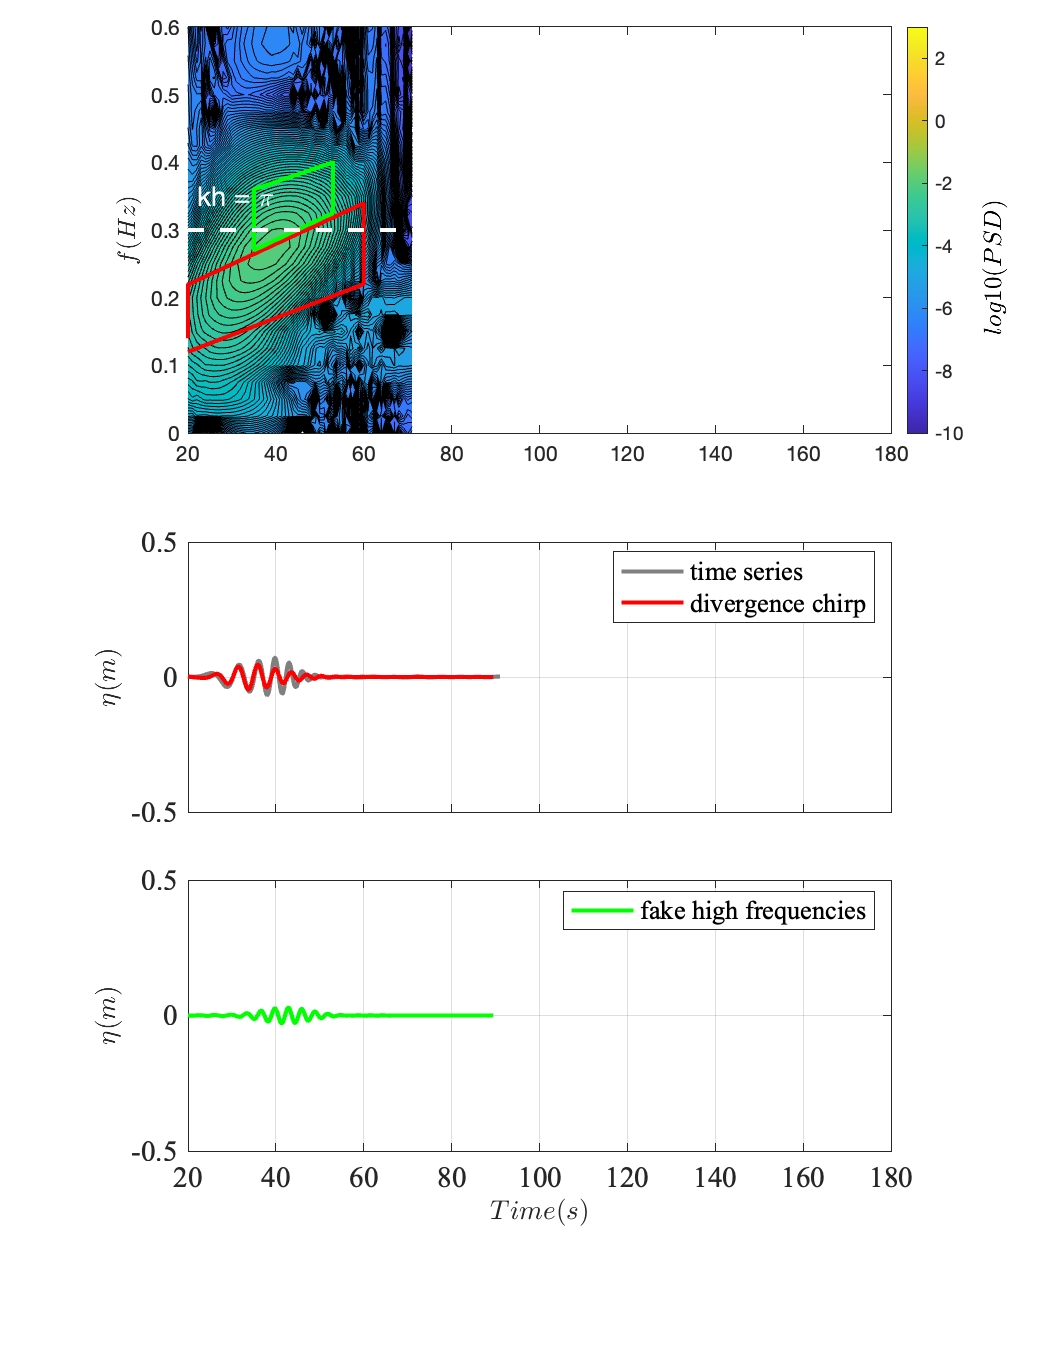 0.6
0.5
0.4
0.3
0.2
0.1
0
f(Hz)
kh = π
20 40 60 80 100 120 140 160 180
2
0
-2
-4
-6
-8
-10
log10(PSD)
0.5
0
-0.5
η(m)
time series
divergence chirp
0.5
0
-0.5
η(m)
fake high frequencies
20 40 60 80 100 120 140 160 180
Time(s)